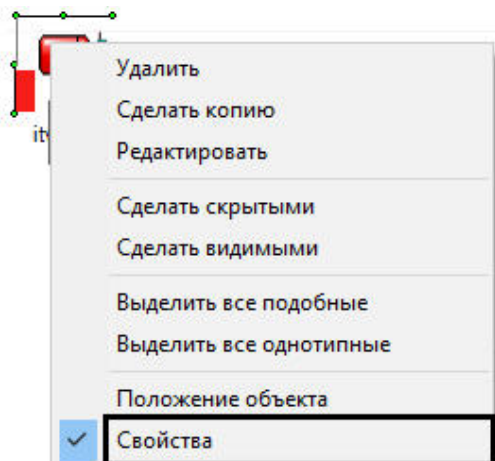 Удалить
Сделать копию
Редактировать
Сделать скрытыми
Сделать видимыми
Выделить все подобные
Выделить все однотипные
Положение объекта
Свойства